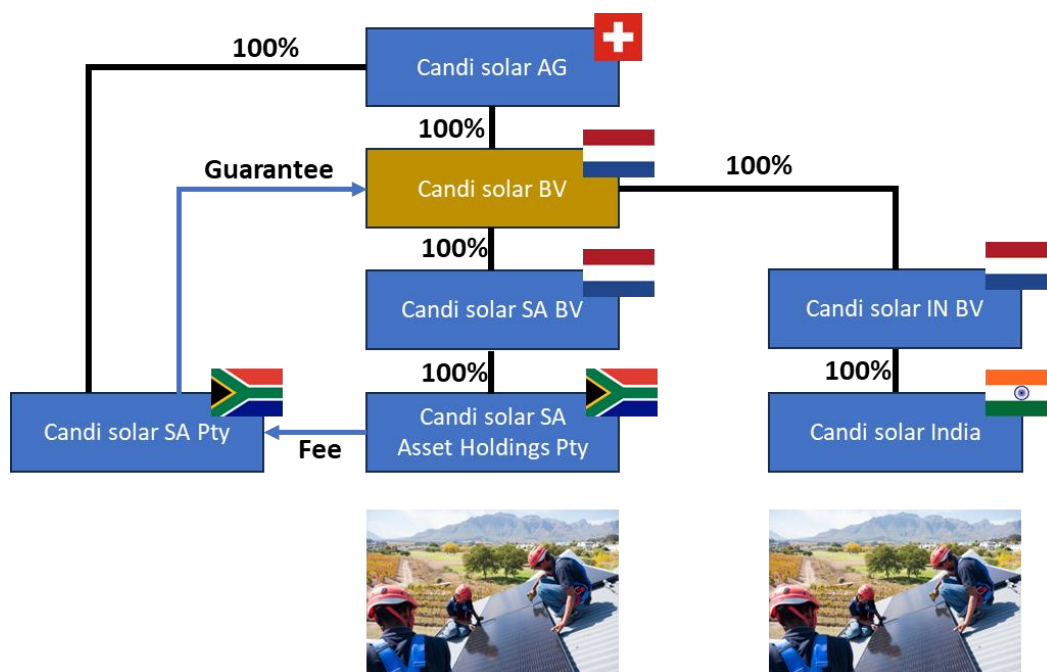 100%
Candi solar AG
100%
Guarantee
Candi solar BV
100%
100%
Candi solar SA BV
Candi solar IN BV
100%
100%
Candi solar SA Pty
Fee
Candi solar SA
Asset Holdings Pty
Candi solar India